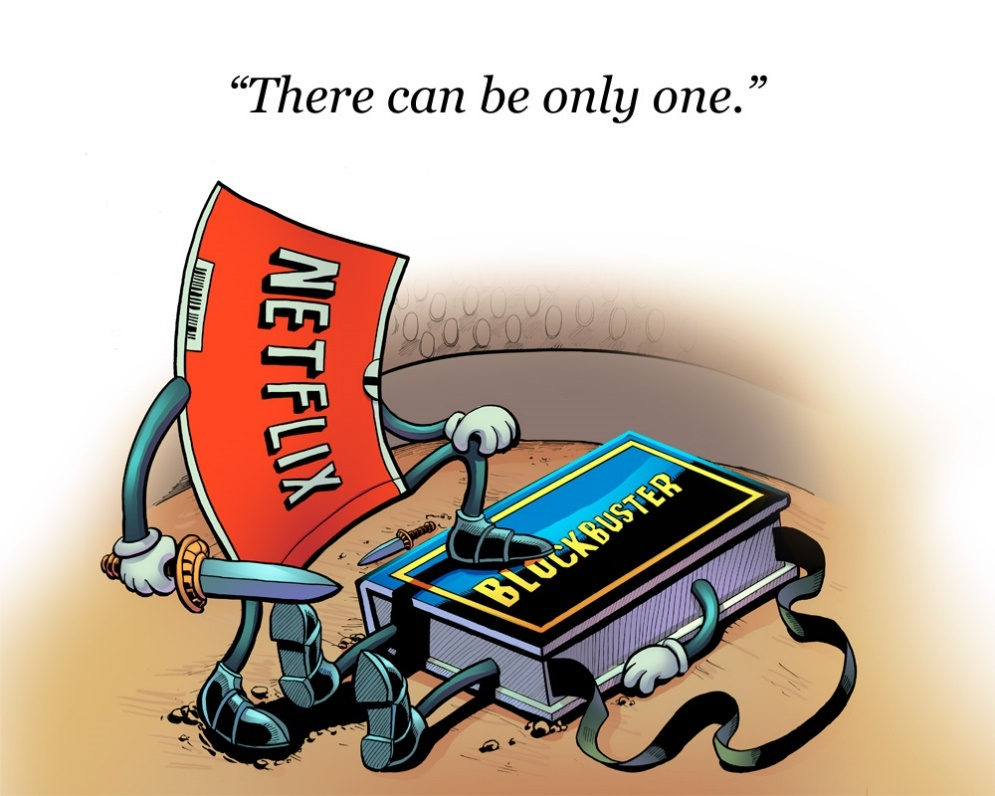 “There can be only one.”
NETFLIX
BLOCKBUSTER